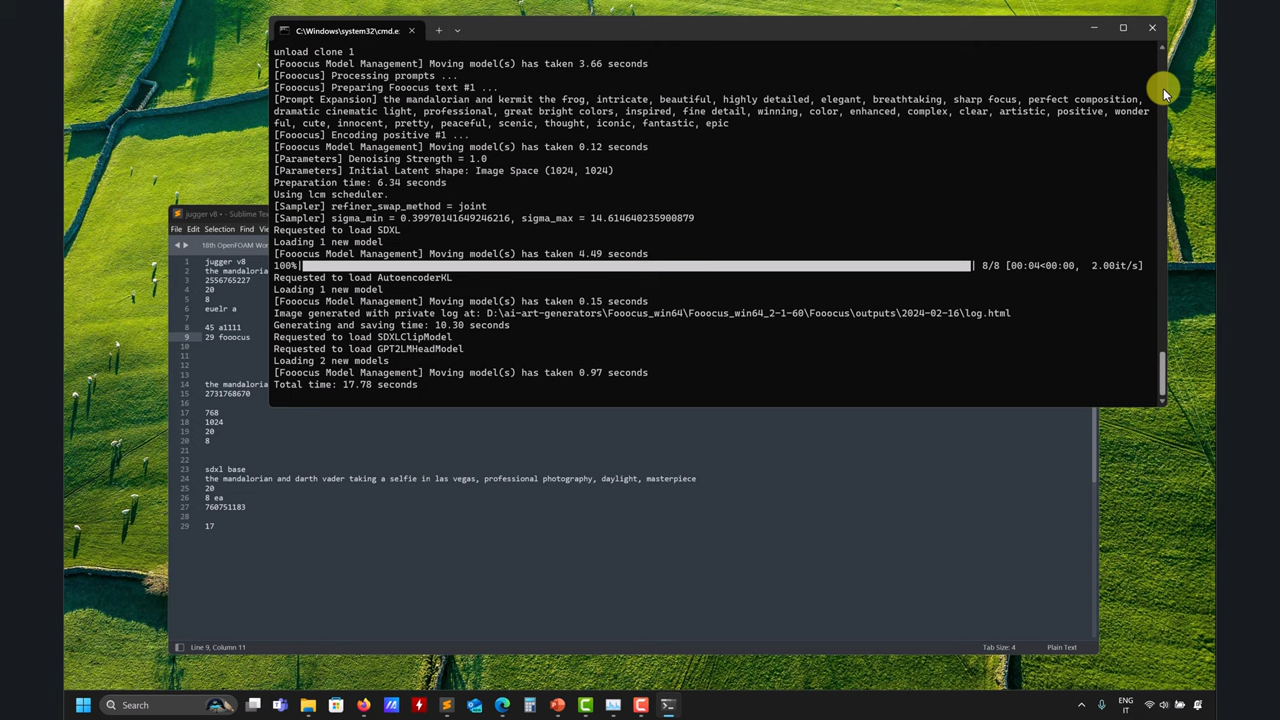 C:\Windows\system32\cmd.e:
unload clone 1
[Fooocus Model Management] Moving model(s) has taken 3.66 seconds
[Fooocus] Processing prompts ...
[Fooocus] Preparing Fooocus text #1 ...
[Prompt Expansion] the mandalorian and kermit the frog, intricate, beautiful, highly detailed, elegant, breathtaking, sharp focus, perfect composition,
dramatic cinematic light, professional, great bright colors, inspired, fine detail, winning, color, enhanced, complex, clear, artistic, positive, wonder
ful, cute, innocent, pretty, peaceful, scenic, thought, iconic, fantastic, epic
[Fooocus] Encoding positive #1 ...
[Fooocus Model Management] Moving model(s) has taken 0.12 seconds
[Parameters] Denoising Strength = 1.0
[Parameters] Initial Latent shape: Image Space (1024, 1024)
Preparation time: 6.34 seconds
Using lcm scheduler.
[Sampler] refiner_swap_method = joint
[Sampler] sigma_min = 0.39970141649246216, sigma_max = 14.614640235900879
Requested to load SDXL
Loading 1 new model
[Fooocus Model Management] Moving model(s) has taken 4.49 seconds
100%| | 8/8 [00:04<00:00, 2.00it/s]
Requested to load AutoencoderKL
Loading 1 new model
[Fooocus Model Management] Moving model(s) has taken 0.15 seconds
Image generated with private log at: D:\ai-art-generators\Fooocus_win64\Fooocus_win64_2-1-60\Fooocus\outputs\2024-02-16\log.html
Generating and saving time: 10.30 seconds
Requested to load SDXLClipModel
Requested to load GPT2LMHeadModel
Loading 2 new models
[Fooocus Model Management] Moving model(s) has taken 0.97 seconds
Total time: 17.78 seconds
jugger v8 • - Sublime Tex
File Edit Selection Find Vie
18th OpenFOAM Wor
1 jugger v8
2 the mandaloria
3 2556765227
4 20
5 8
6 euelr a
7
8 45 a1111
9 29 fooocus
10
11
12
13
14 the mandaloria
15 2731768670
16
17 768
18 1024
19 20
20 8
21
22
23 sdxl base
24 the mandalorian and darth vader taking a selfie in las vegas, professional photography, daylight, masterpiece
25 20
26 8 ea
27 760751183
28
29 17
Line 9, Column 11
Tab Size: 4
Plain Text
Search
ENG
IT